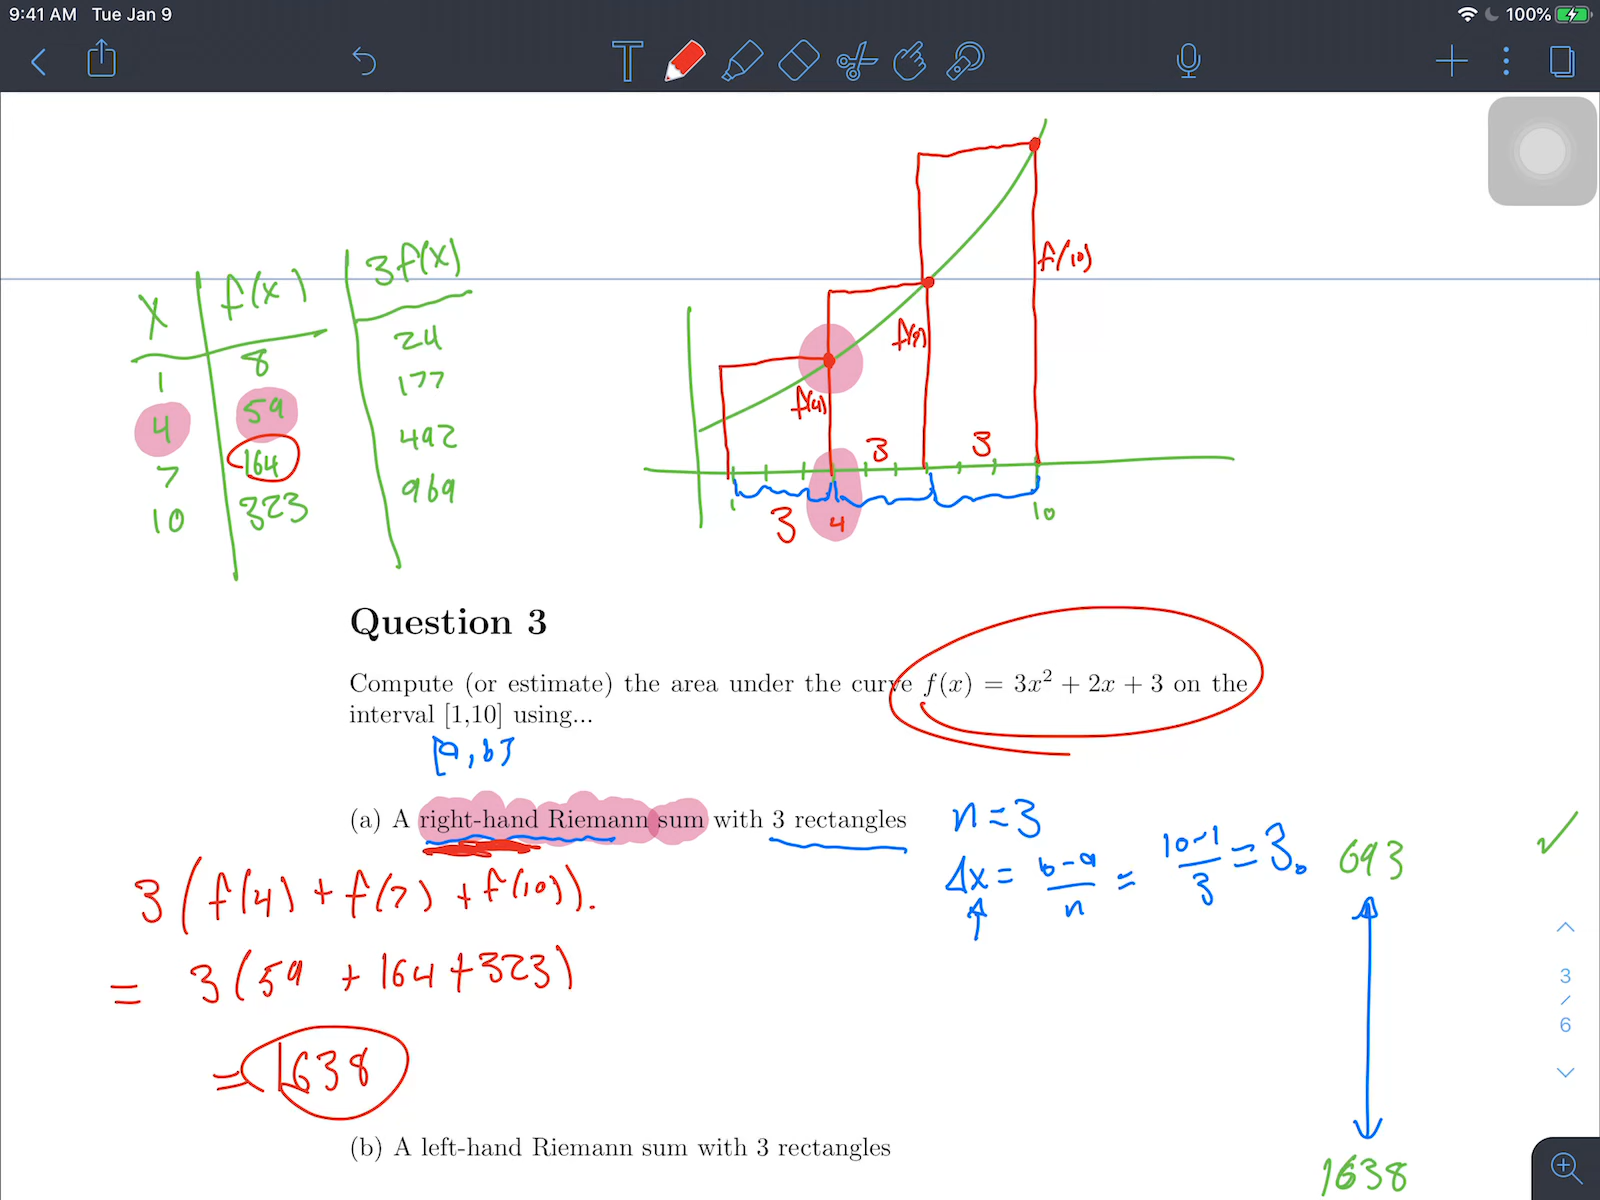 9:41 AM Tue Jan 9
100%
x f(x) 3f(x)
1 8 24
4 59 177
7 164 492
10 323 969
f(4)
f(7)
f(10)
3 3
1 3 4 10
Question 3
Compute (or estimate) the area under the curve f(x) = 3x² + 2x + 3 on the
interval [1,10] using...
[a, b]
(a) A right-hand Riemann sum with 3 rectangles
n = 3
Δx = b-a/n = 10-1/3 = 3.
693
3(f(4) + f(7) + f(10)).
= 3(59 + 164 + 323)
= 1638
1638
(b) A left-hand Riemann sum with 3 rectangles
3
/
6